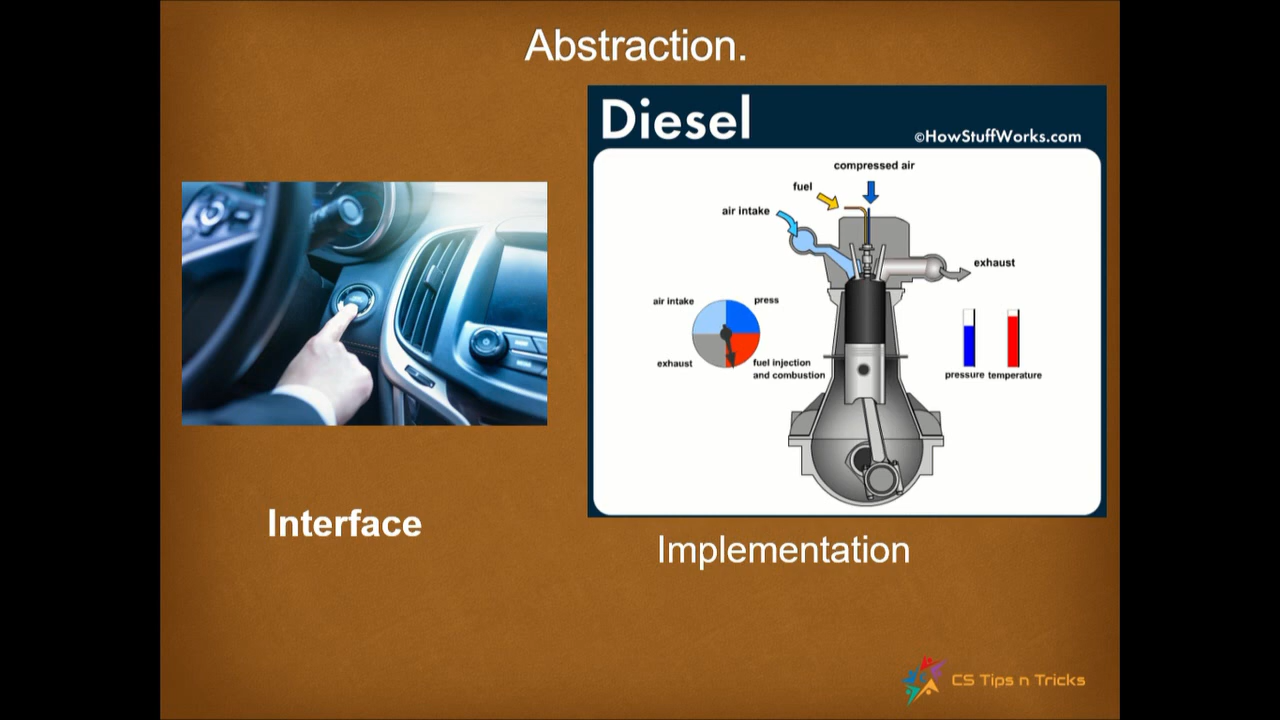 Abstraction.
Diesel
©HowStuffWorks.com
compressed air
fuel
air intake
exhaust
air intake
press
exhaust
fuel injection
and combustion
pressure
temperature
Interface
Implementation
CS Tips n Tricks